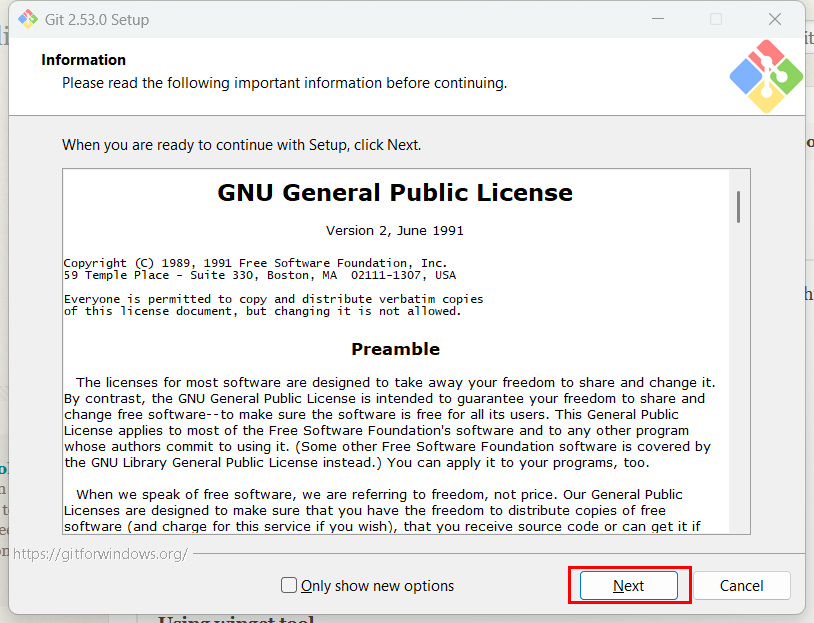 Git 2.53.0 Setup
Information
Please read the following important information before continuing.
When you are ready to continue with Setup, click Next.
GNU General Public License
Version 2, June 1991
Copyright (C) 1989, 1991 Free Software Foundation, Inc.
59 Temple Place - Suite 330, Boston, MA  02111-1307, USA
Everyone is permitted to copy and distribute verbatim copies
of this license document, but changing it is not allowed.
Preamble
The licenses for most software are designed to take away your freedom to share and change it.
By contrast, the GNU General Public License is intended to guarantee your freedom to share and
change free software--to make sure the software is free for all its users. This General Public
License applies to most of the Free Software Foundation's software and to any other program
whose authors commit to using it. (Some other Free Software Foundation software is covered by
the GNU Library General Public License instead.) You can apply it to your programs, too.
When we speak of free software, we are referring to freedom, not price. Our General Public
Licenses are designed to make sure that you have the freedom to distribute copies of free
software (and charge for this service if you wish), that you receive source code or can get it if
https://gitforwindows.org/
Only show new options
Next
Cancel
Using winget tool